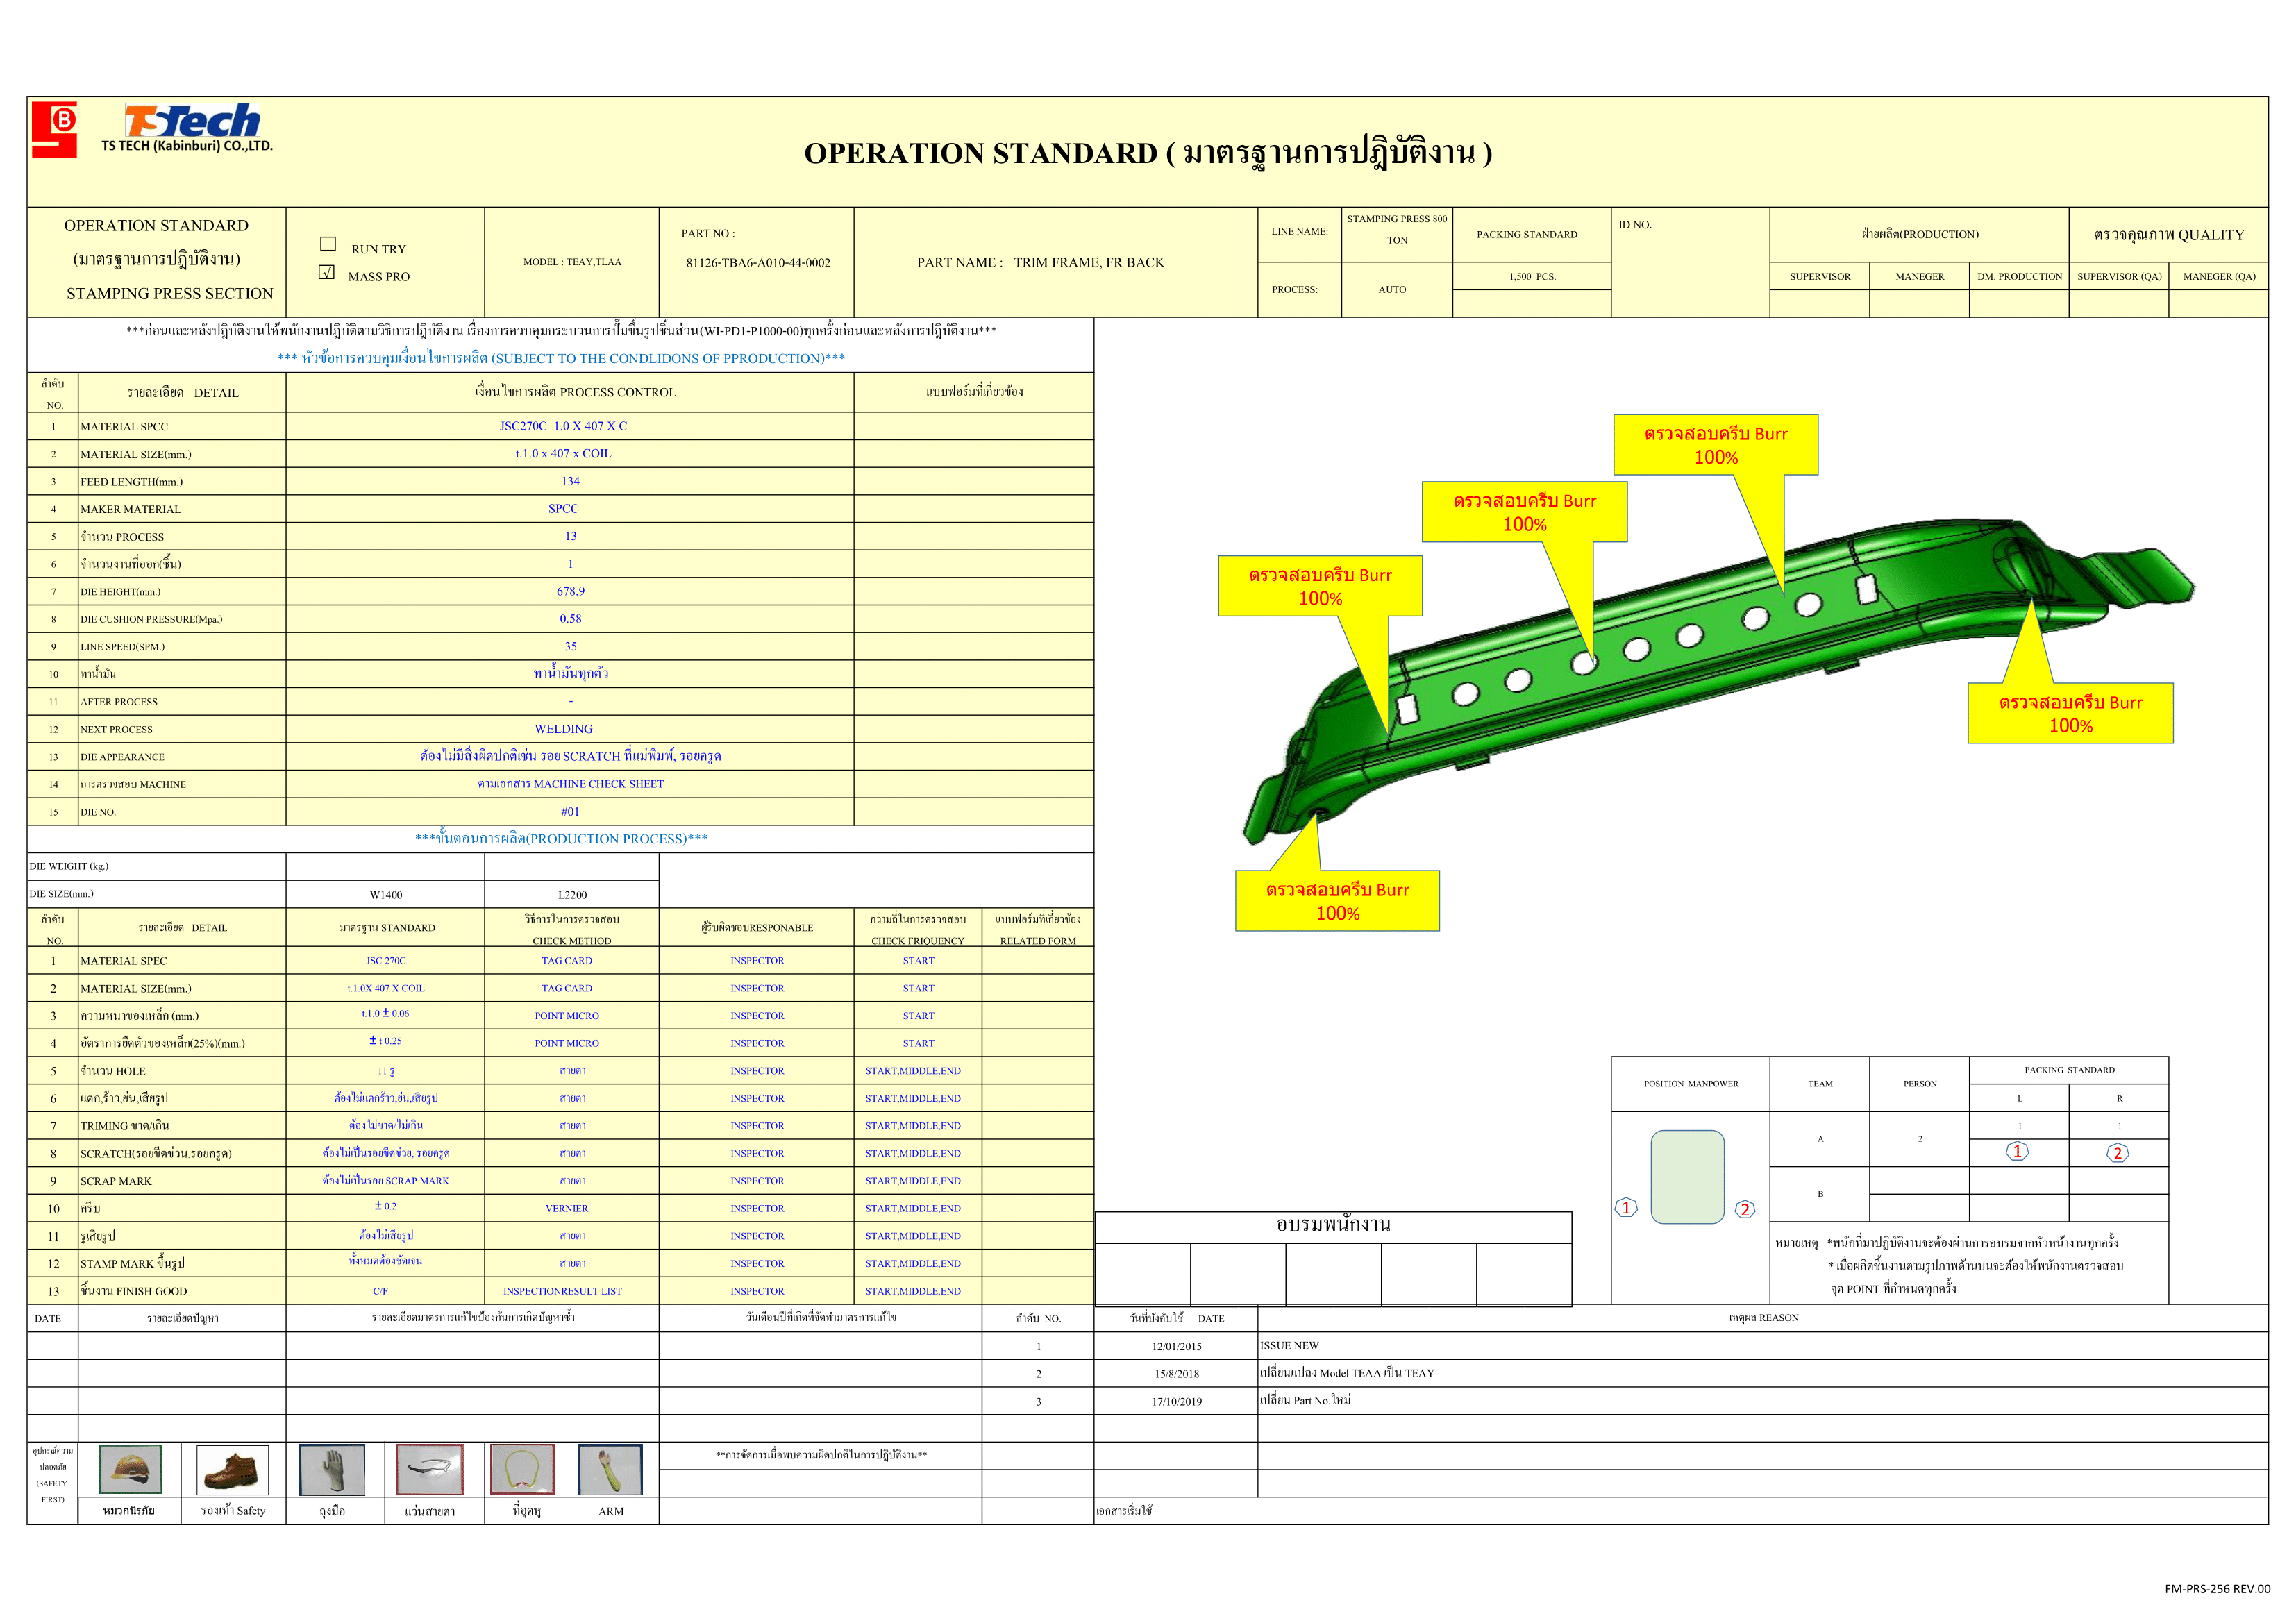 B
TSTech
TS TECH (Kabinburi) CO.,LTD.
OPERATION STANDARD ( มาตรฐานการปฎิบัติงาน )
OPERATION STANDARD
(มาตรฐานการปฎิบัติงาน)
STAMPING PRESS SECTION
☐ RUN TRY
☑ MASS PRO
MODEL : TEAY,TLAA
PART NO :
81126-TBA6-A010-44-0002
PART NAME : TRIM FRAME, FR BACK
LINE NAME:
STAMPING PRESS 800
TON
PROCESS:
AUTO
PACKING STANDARD
1,500 PCS.
ID NO.
ฝ่ายผลิต(PRODUCTION)
SUPERVISOR MANEGER DM. PRODUCTION
ตรวจคุณภาพ QUALITY
SUPERVISOR (QA) MANEGER (QA)
***ก่อนและหลังปฎิบัติงานให้พนักงานปฎิบัติตามวิธีการปฎิบัติงาน เรื่องการควบคุมกระบวนการปั๊มขึ้นรูปชิ้นส่วน(WI-PD1-P1000-00)ทุกครั้งก่อนและหลังการปฎิบัติงาน***
*** หัวข้อการควบคุมเงื่อนไขการผลิต (SUBJECT TO THE CONDLIDONS OF PPRODUCTION)***
ลำดับ
NO.
รายละเอียด DETAIL
เงื่อนไขการผลิต PROCESS CONTROL
แบบฟอร์มที่เกี่ยวข้อง
1 MATERIAL SPCC JSC270C 1.0 X 407 X C
2 MATERIAL SIZE(mm.) t.1.0 x 407 x COIL
3 FEED LENGTH(mm.) 134
4 MAKER MATERIAL SPCC
5 จำนวน PROCESS 13
6 จำนวนงานที่ออก(ชิ้น) 1
7 DIE HEIGHT(mm.) 678.9
8 DIE CUSHION PRESSURE(Mpa.) 0.58
9 LINE SPEED(SPM.) 35
10 ทาน้ำมัน ทาน้ำมันทุกตัว
11 AFTER PROCESS -
12 NEXT PROCESS WELDING
13 DIE APPEARANCE ต้องไม่มีสิ่งผิดปกติเช่น รอย SCRATCH ที่แม่พิมพ์, รอยครูด
14 การตรวจสอบ MACHINE ตามเอกสาร MACHINE CHECK SHEET
15 DIE NO. #01
***ขั้นตอนการผลิต(PRODUCTION PROCESS)***
DIE WEIGHT (kg.)
DIE SIZE(mm.) W1400 L2200
ลำดับ
NO.
รายละเอียด DETAIL
มาตรฐาน STANDARD
วิธีการในการตรวจสอบ
CHECK METHOD
ผู้รับผิดชอบRESPONABLE
ความถี่ในการตรวจสอบ
CHECK FRIQUENCY
แบบฟอร์มที่เกี่ยวข้อง
RELATED FORM
1 MATERIAL SPEC JSC 270C TAG CARD INSPECTOR START
2 MATERIAL SIZE(mm.) t.1.0X 407 X COIL TAG CARD INSPECTOR START
3 ความหนาของเหล็ก (mm.) t.1.0 ± 0.06 POINT MICRO INSPECTOR START
4 อัตราการยืดตัวของเหล็ก(25%)(mm.) ± t 0.25 POINT MICRO INSPECTOR START
5 จำนวน HOLE 11 รู สายตา INSPECTOR START,MIDDLE,END
6 แตก,ร้าว,ย่น,เสียรูป ต้องไม่แตกร้าว,ย่น,เสียรูป สายตา INSPECTOR START,MIDDLE,END
7 TRIMING ขาด/เกิน ต้องไม่ขาด/ไม่เกิน สายตา INSPECTOR START,MIDDLE,END
8 SCRATCH(รอยขีดข่วน,รอยครูด) ต้องไม่เป็นรอยขีดข่วย, รอยครูด สายตา INSPECTOR START,MIDDLE,END
9 SCRAP MARK ต้องไม่เป็นรอย SCRAP MARK สายตา INSPECTOR START,MIDDLE,END
10 ครีบ ± 0.2 VERNIER INSPECTOR START,MIDDLE,END
11 รูเสียรูป ต้องไม่เสียรูป สายตา INSPECTOR START,MIDDLE,END
12 STAMP MARK ขึ้นรูป ทั้งหมดต้องชัดเจน สายตา INSPECTOR START,MIDDLE,END
13 ชิ้นงาน FINISH GOOD C/F INSPECTIONRESULT LIST INSPECTOR START,MIDDLE,END
ตรวจสอบครีบ Burr
100%
ตรวจสอบครีบ Burr
100%
ตรวจสอบครีบ Burr
100%
ตรวจสอบครีบ Burr
100%
ตรวจสอบครีบ Burr
100%
อบรมพนักงาน
POSITION MANPOWER TEAM PERSON PACKING STANDARD
L R
A 2 1 1
1 2
B
1 2
หมายเหตุ *พนักที่มาปฏิบัติงานจะต้องผ่านการอบรมจากหัวหน้างานทุกครั้ง
* เมื่อผลิตชิ้นงานตามรูปภาพด้านบนจะต้องให้พนักงานตรวจสอบ
จุด POINT ที่กำหนดทุกครั้ง
DATE รายละเอียดปัญหา รายละเอียดมาตรการแก้ไขป้องกันการเกิดปัญหาซ้ำ วันเดือนปีที่เกิดที่จัดทำมาตรการแก้ไข ลำดับ NO. วันที่บังคับใช้ DATE เหตุผล REASON
1 12/01/2015 ISSUE NEW
2 15/8/2018 เปลี่ยนแปลง Model TEAA เป็น TEAY
3 17/10/2019 เปลี่ยน Part No.ใหม่
อุปกรณ์ความ
ปลอดภัย
(SAFETY
FIRST)
หมวกนิรภัย รองเท้า Safety ถุงมือ แว่นสายตา ที่อุดหู ARM
**การจัดการเมื่อพบความผิดปกติในการปฎิบัติงาน**
เอกสารเริ่มใช้
FM-PRS-256 REV.00